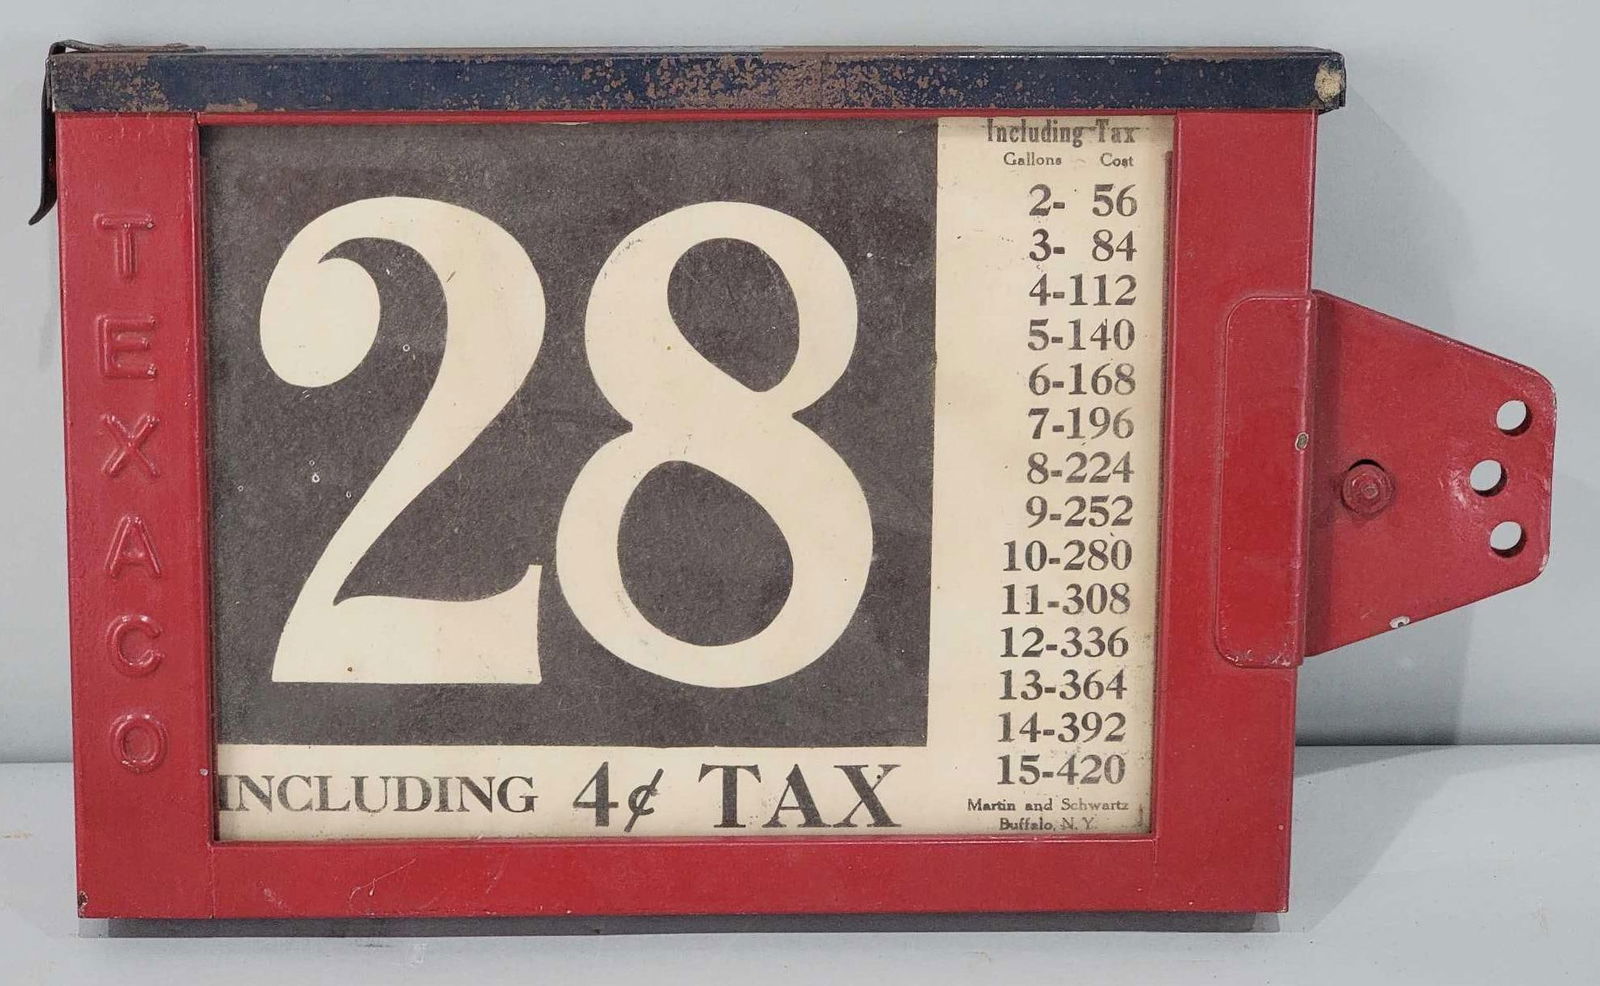 TEXACO
28
INCLUDING 4¢ TAX
Including Tax
Gallons Cost
2- 56
3- 84
4-112
5-140
6-168
7-196
8-224
9-252
10-280
11-308
12-336
13-364
14-392
15-420
Martin and Schwartz
Buffalo, N. Y.